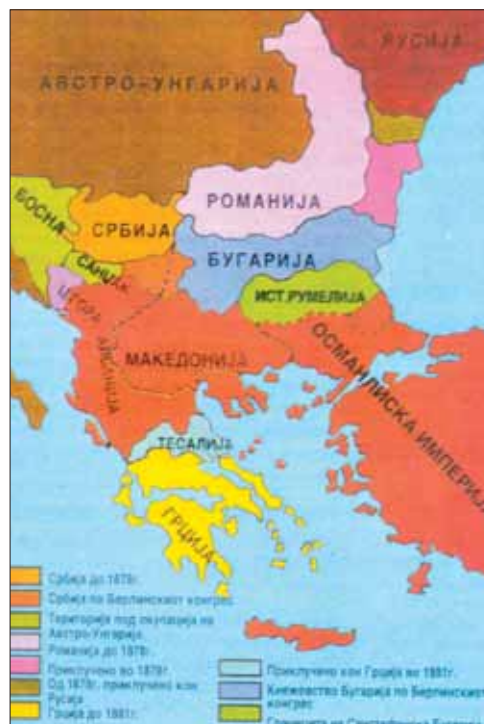 РУСИЈА
АВСТРО-УНГАРИЈА
РОМАНИЈА
БОСНА
СРБИЈА
БУГАРИЈА
САНЏАК
ИСТ.РУМЕЛИЈА
ОСМАНЛИСКА ИМПЕРИЈА
МАКЕДОНИЈА
ТЕСАЛИЈА
ГРЦИЈА
Србија до 1878г.
Србија по Берлинскиот конгрес
Територија под окупација на
Австро-Унгарија
Романија до 1878г.
Приклучено во 1878г.
Од 1878г. приклучено кон
Русија
Грција до 1881г.
Приклучено кон Грција во 1881г.
Кнежевство Бугарија по Берлинскиот
конгрес